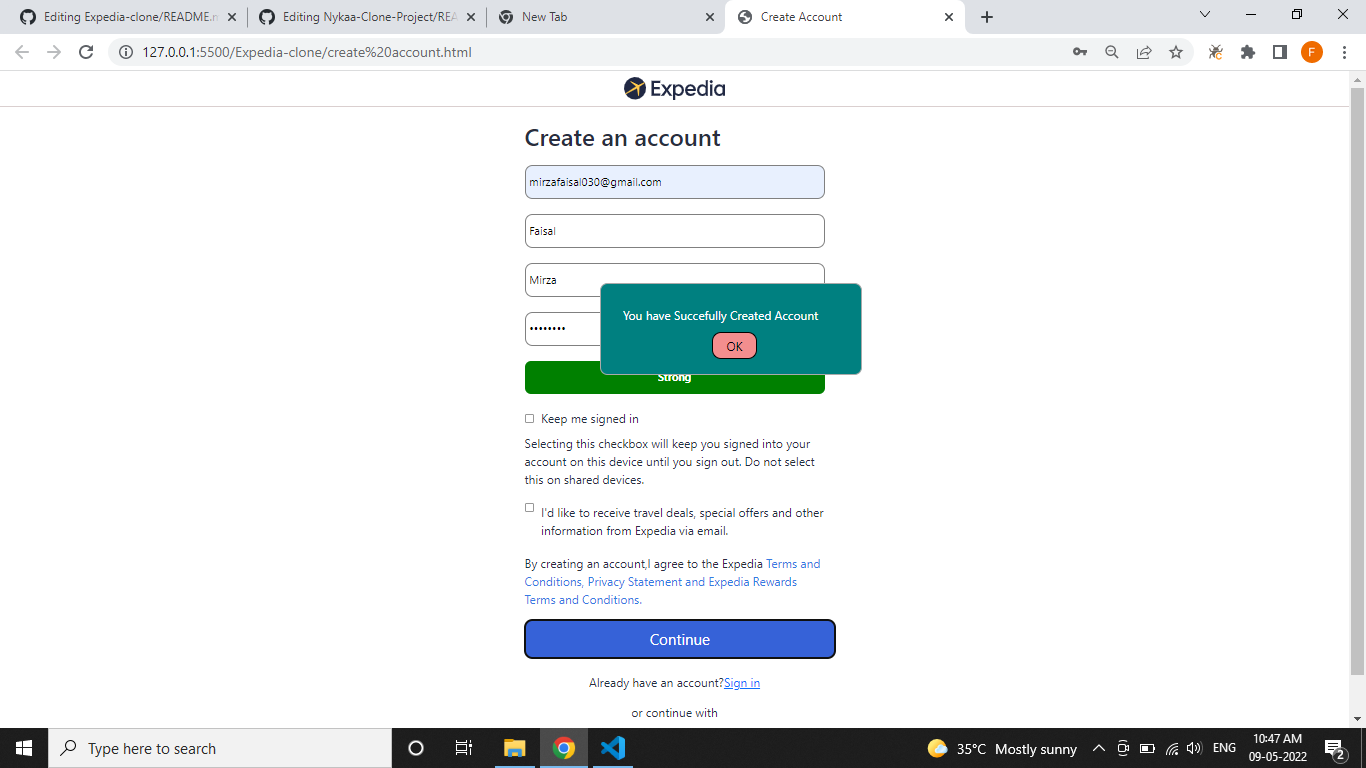 Editing Expedia-clone/README.m
Editing Nykaa-Clone-Project/REA
New Tab
Create Account
127.0.0.1:5500/Expedia-clone/create%20account.html
F
Expedia
Create an account
mirzafaisal030@gmail.com
Faisal
Mirza
••••••••
You have Succefully Created Account
OK
Strong
Keep me signed in
Selecting this checkbox will keep you signed into your
account on this device until you sign out. Do not select
this on shared devices.
I'd like to receive travel deals, special offers and other
information from Expedia via email.
By creating an account,I agree to the Expedia Terms and
Conditions, Privacy Statement and Expedia Rewards
Terms and Conditions.
Continue
Already have an account?Sign in
or continue with
Type here to search
35°C Mostly sunny
ENG
10:47 AM
09-05-2022
2